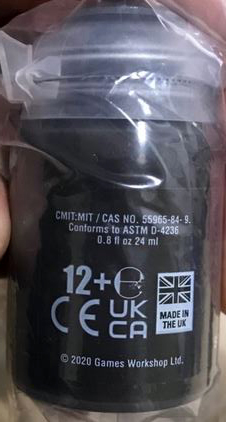 CMIT:MIT / CAS NO. 55965-84- 9.
Conforms to ASTM D-4236
0.8 fl oz 24 ml
12+
CE UK CA
MADE IN
THE UK
© 2020 Games Workshop Ltd.